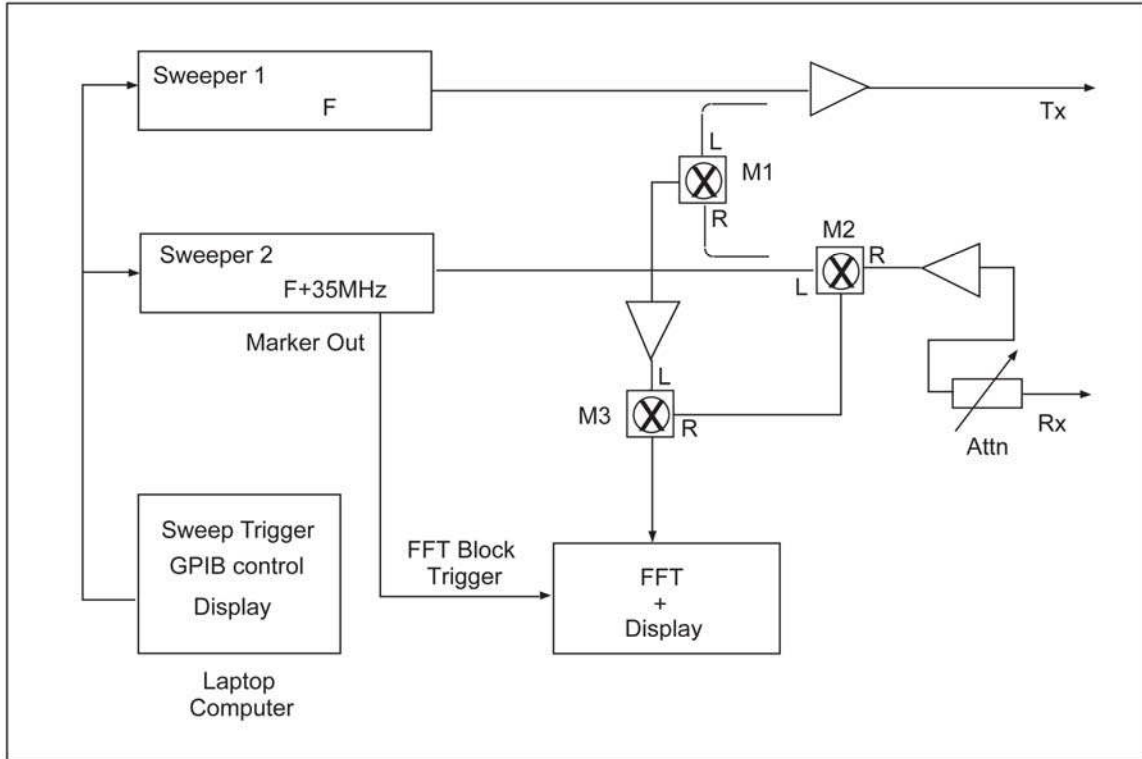 Sweeper 1
F
Tx
L
M1
R
M2
Sweeper 2
R
F+35MHz
L
Marker Out
L
M3
R
Rx
Attn
Sweep Trigger
GPIB control
Display
FFT Block
Trigger
FFT
+
Display
Laptop
Computer